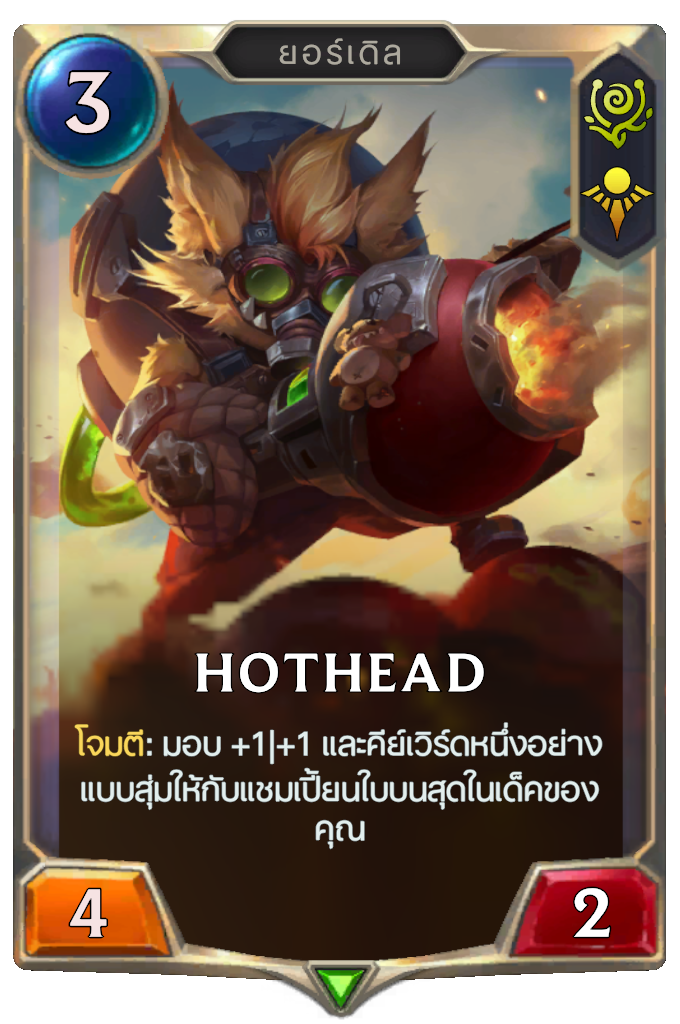 ยอร์เดิล
3
HOTHEAD
โจมตี: มอบ +1|+1 และคีย์เวิร์ดหนึ่งอย่าง
แบบสุ่มให้กับแชมเปี้ยนใบบนสุดในเด็คของ
คุณ
4
2